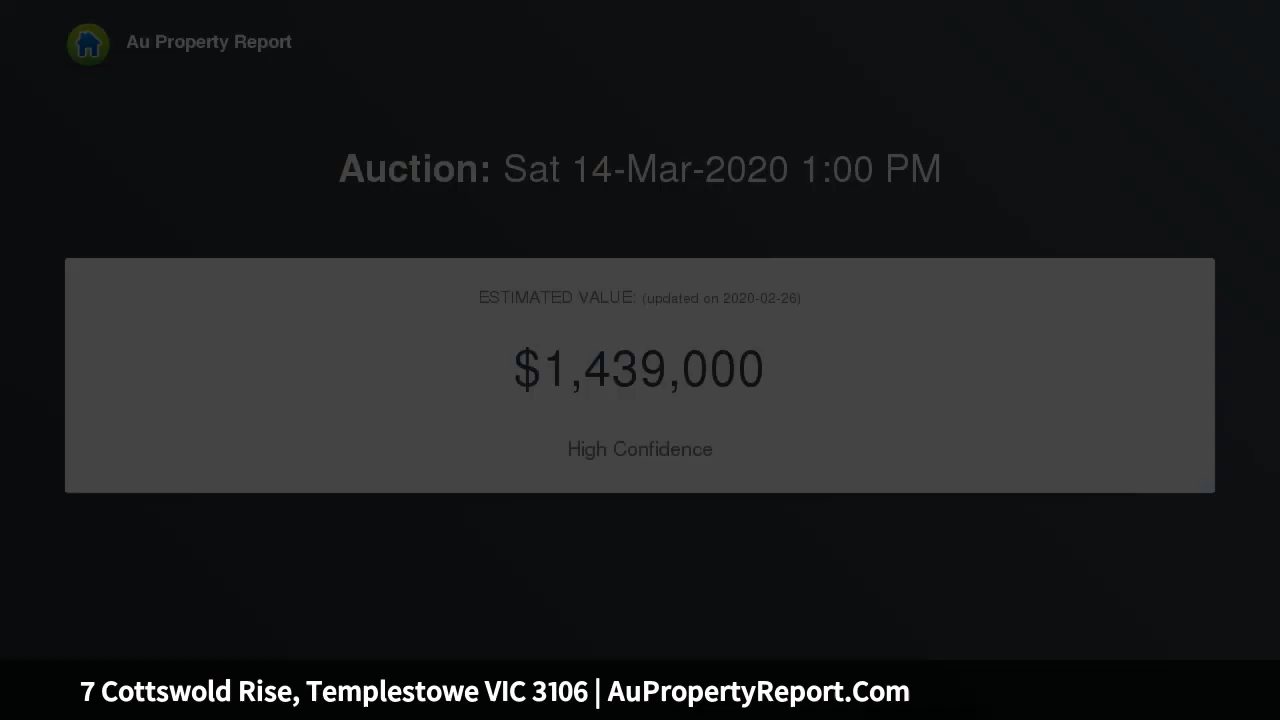 Au Property Report
Auction: Sat 14-Mar-2020 1:00 PM
ESTIMATED VALUE: (updated on 2020-02-26)
$1,439,000
High Confidence
7 Cottswold Rise, Templestowe VIC 3106 | AuPropertyReport.Com